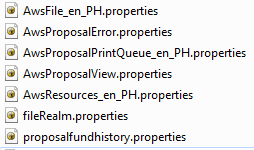 AwsFile_en_PH.properties
AwsProposalError.properties
AwsProposalPrintQueue_en_PH.properties
AwsProposalView.properties
AwsResources_en_PH.properties
fileRealm.properties
proposalfundhistory.properties